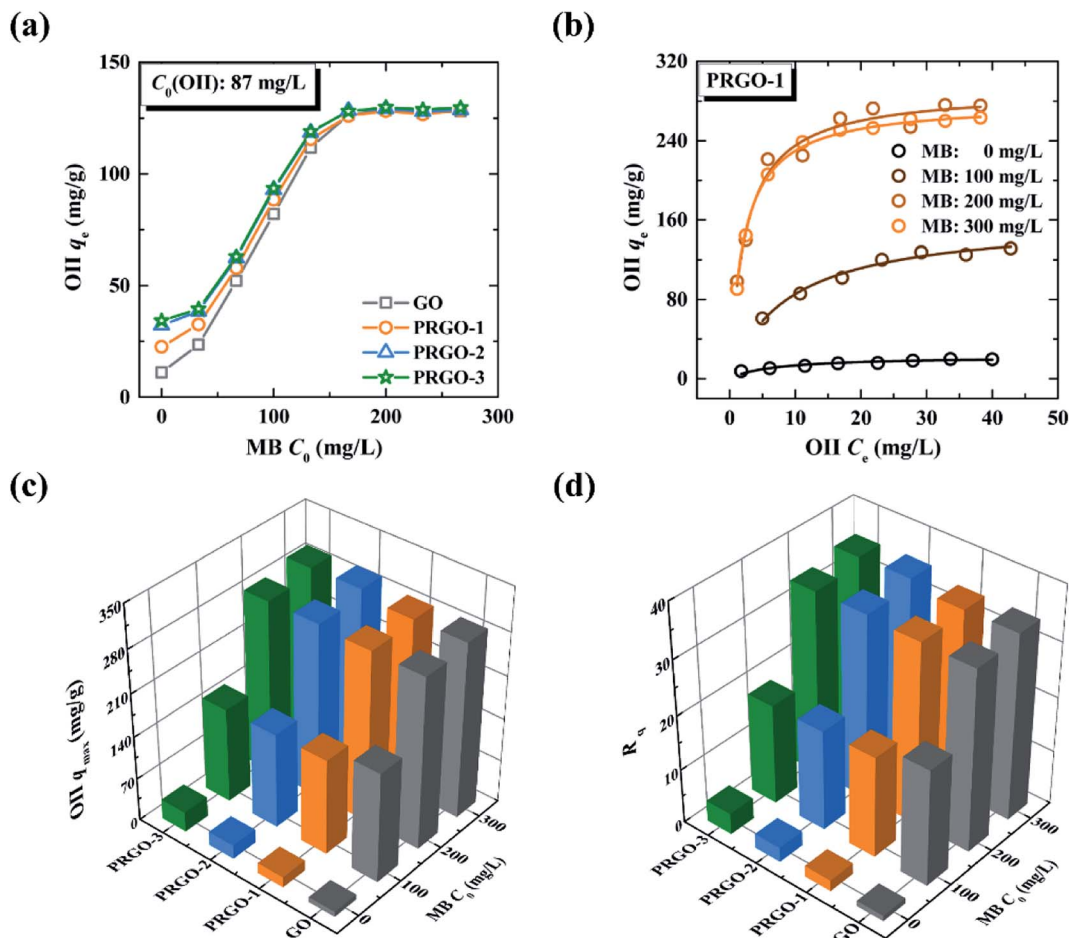 (a)
150
100
50
0
OII qe (mg/g)
C0(OII): 87 mg/L
GO
PRGO-1
PRGO-2
PRGO-3
0
100
200
300
MB C0 (mg/L)
(b)
320
240
160
80
0
OII qe (mg/g)
PRGO-1
MB: 0 mg/L
MB: 100 mg/L
MB: 200 mg/L
MB: 300 mg/L
0
10
20
30
40
50
OII Ce (mg/L)
(c)
350
280
210
140
70
0
OII qmax (mg/g)
PRGO-3
PRGO-2
PRGO-1
GO
0
100
200
300
MB C0 (mg/L)
(d)
40
30
20
10
0
Rq
PRGO-3
PRGO-2
PRGO-1
GO
0
100
200
300
MB C0 (mg/L)